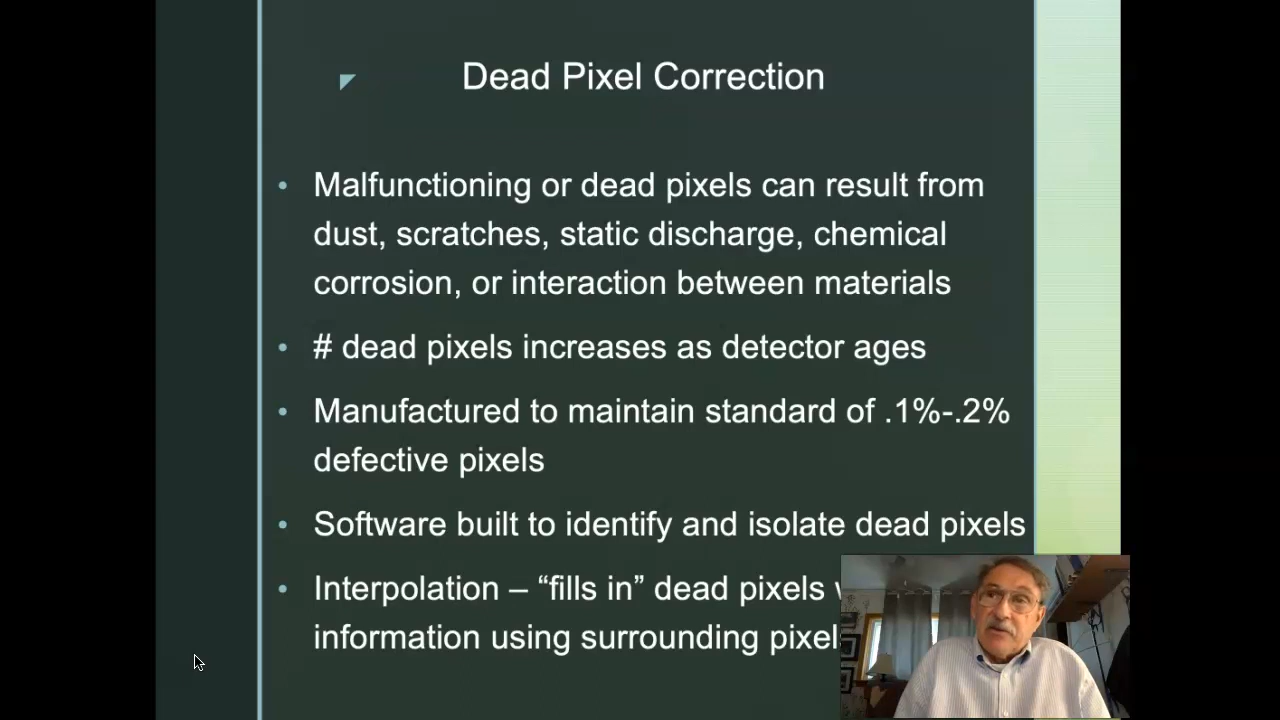 Dead Pixel Correction
• Malfunctioning or dead pixels can result from
dust, scratches, static discharge, chemical
corrosion, or interaction between materials
• # dead pixels increases as detector ages
• Manufactured to maintain standard of .1%-.2%
defective pixels
• Software built to identify and isolate dead pixels
• Interpolation – “fills in” dead pixels
information using surrounding